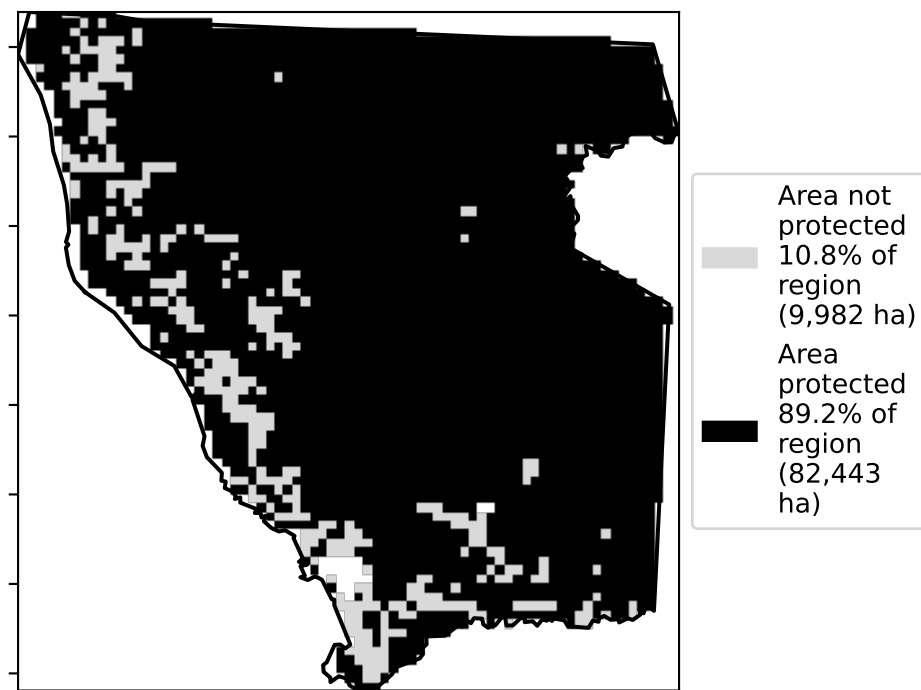 Area not
protected
10.8% of
region
(9,982 ha)
Area
protected
89.2% of
region
(82,443
ha)